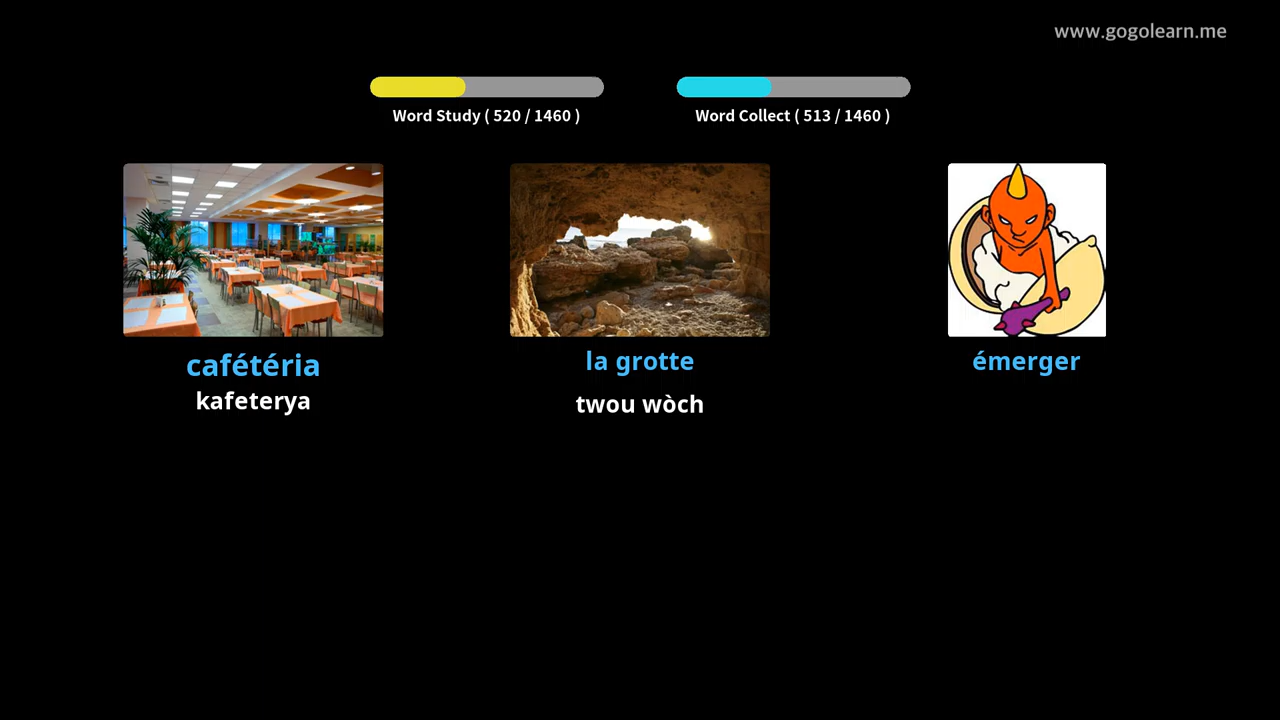 www.gogolearn.me
Word Study ( 520 / 1460 )
Word Collect ( 513 / 1460 )
cafétéria
kafeterya
la grotte
twou wòch
émerger